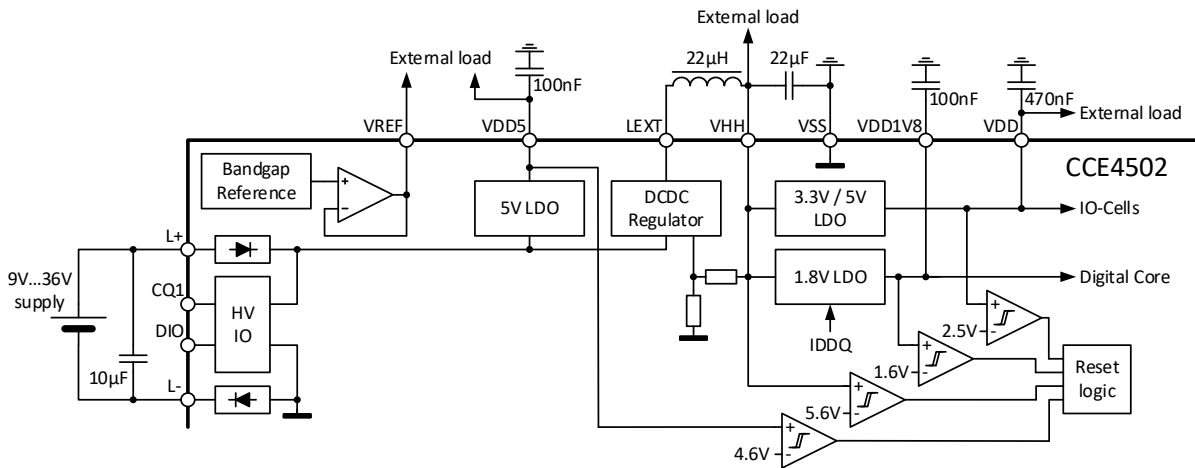 External load
22µH
22µF
External load
100nF
100nF
470nF
External load
VREF
VDD5
LEXT
VHH
VSS
VDD1V8
VDD
CCE4502
Bandgap
Reference
+
-
5V LDO
DCDC
Regulator
3.3V / 5V
LDO
IO-Cells
L+
9V...36V
supply
CQ1
DIO
HV
IO
10µF
L-
1.8V LDO
Digital Core
IDDQ
+
2.5V
-
+
1.6V
-
+
5.6V
-
+
4.6V
-
Reset
logic